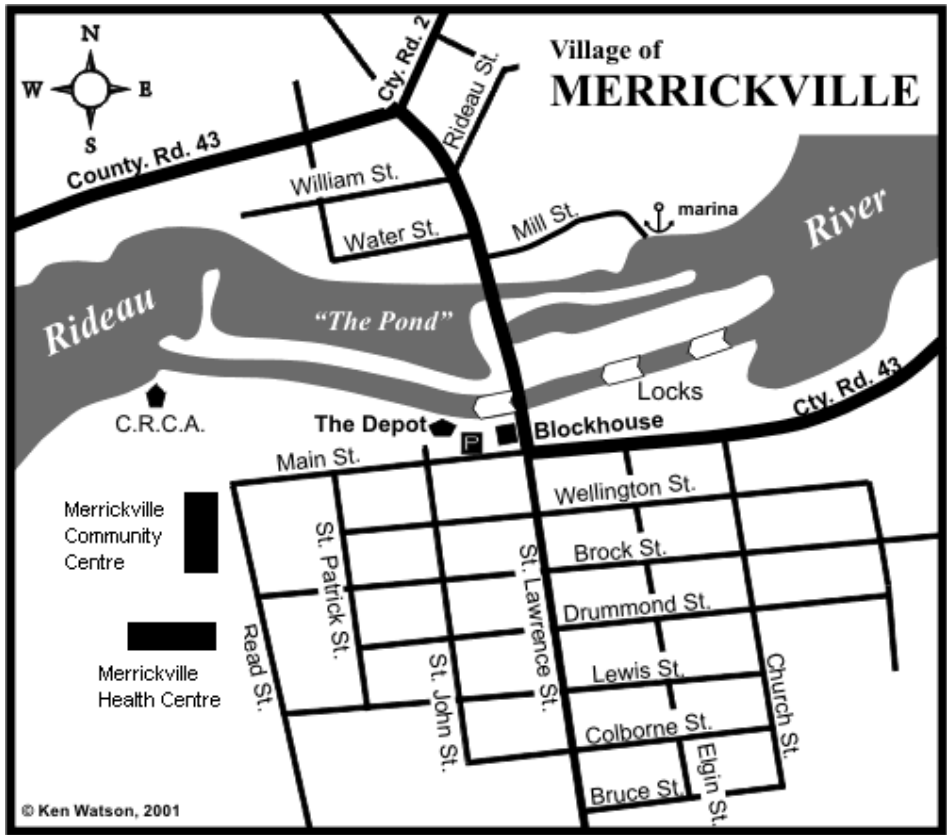 N
W E
S
Village of
MERRICKVILLE
Cty. Rd. 2
Rideau St.
County. Rd. 43
William St.
Water St.
Mill St.
marina
River
Rideau
"The Pond"
Locks
Cty. Rd. 43
C.R.C.A.
The Depot
P
Blockhouse
Main St.
Wellington St.
Merrickville
Community
Centre
St. Patrick St.
St. Lawrence St.
Brock St.
Drummond St.
Read St.
Merrickville
Health Centre
St. John St.
Lewis St.
Church St.
Colborne St.
Elgin St.
Bruce St.
© Ken Watson, 2001